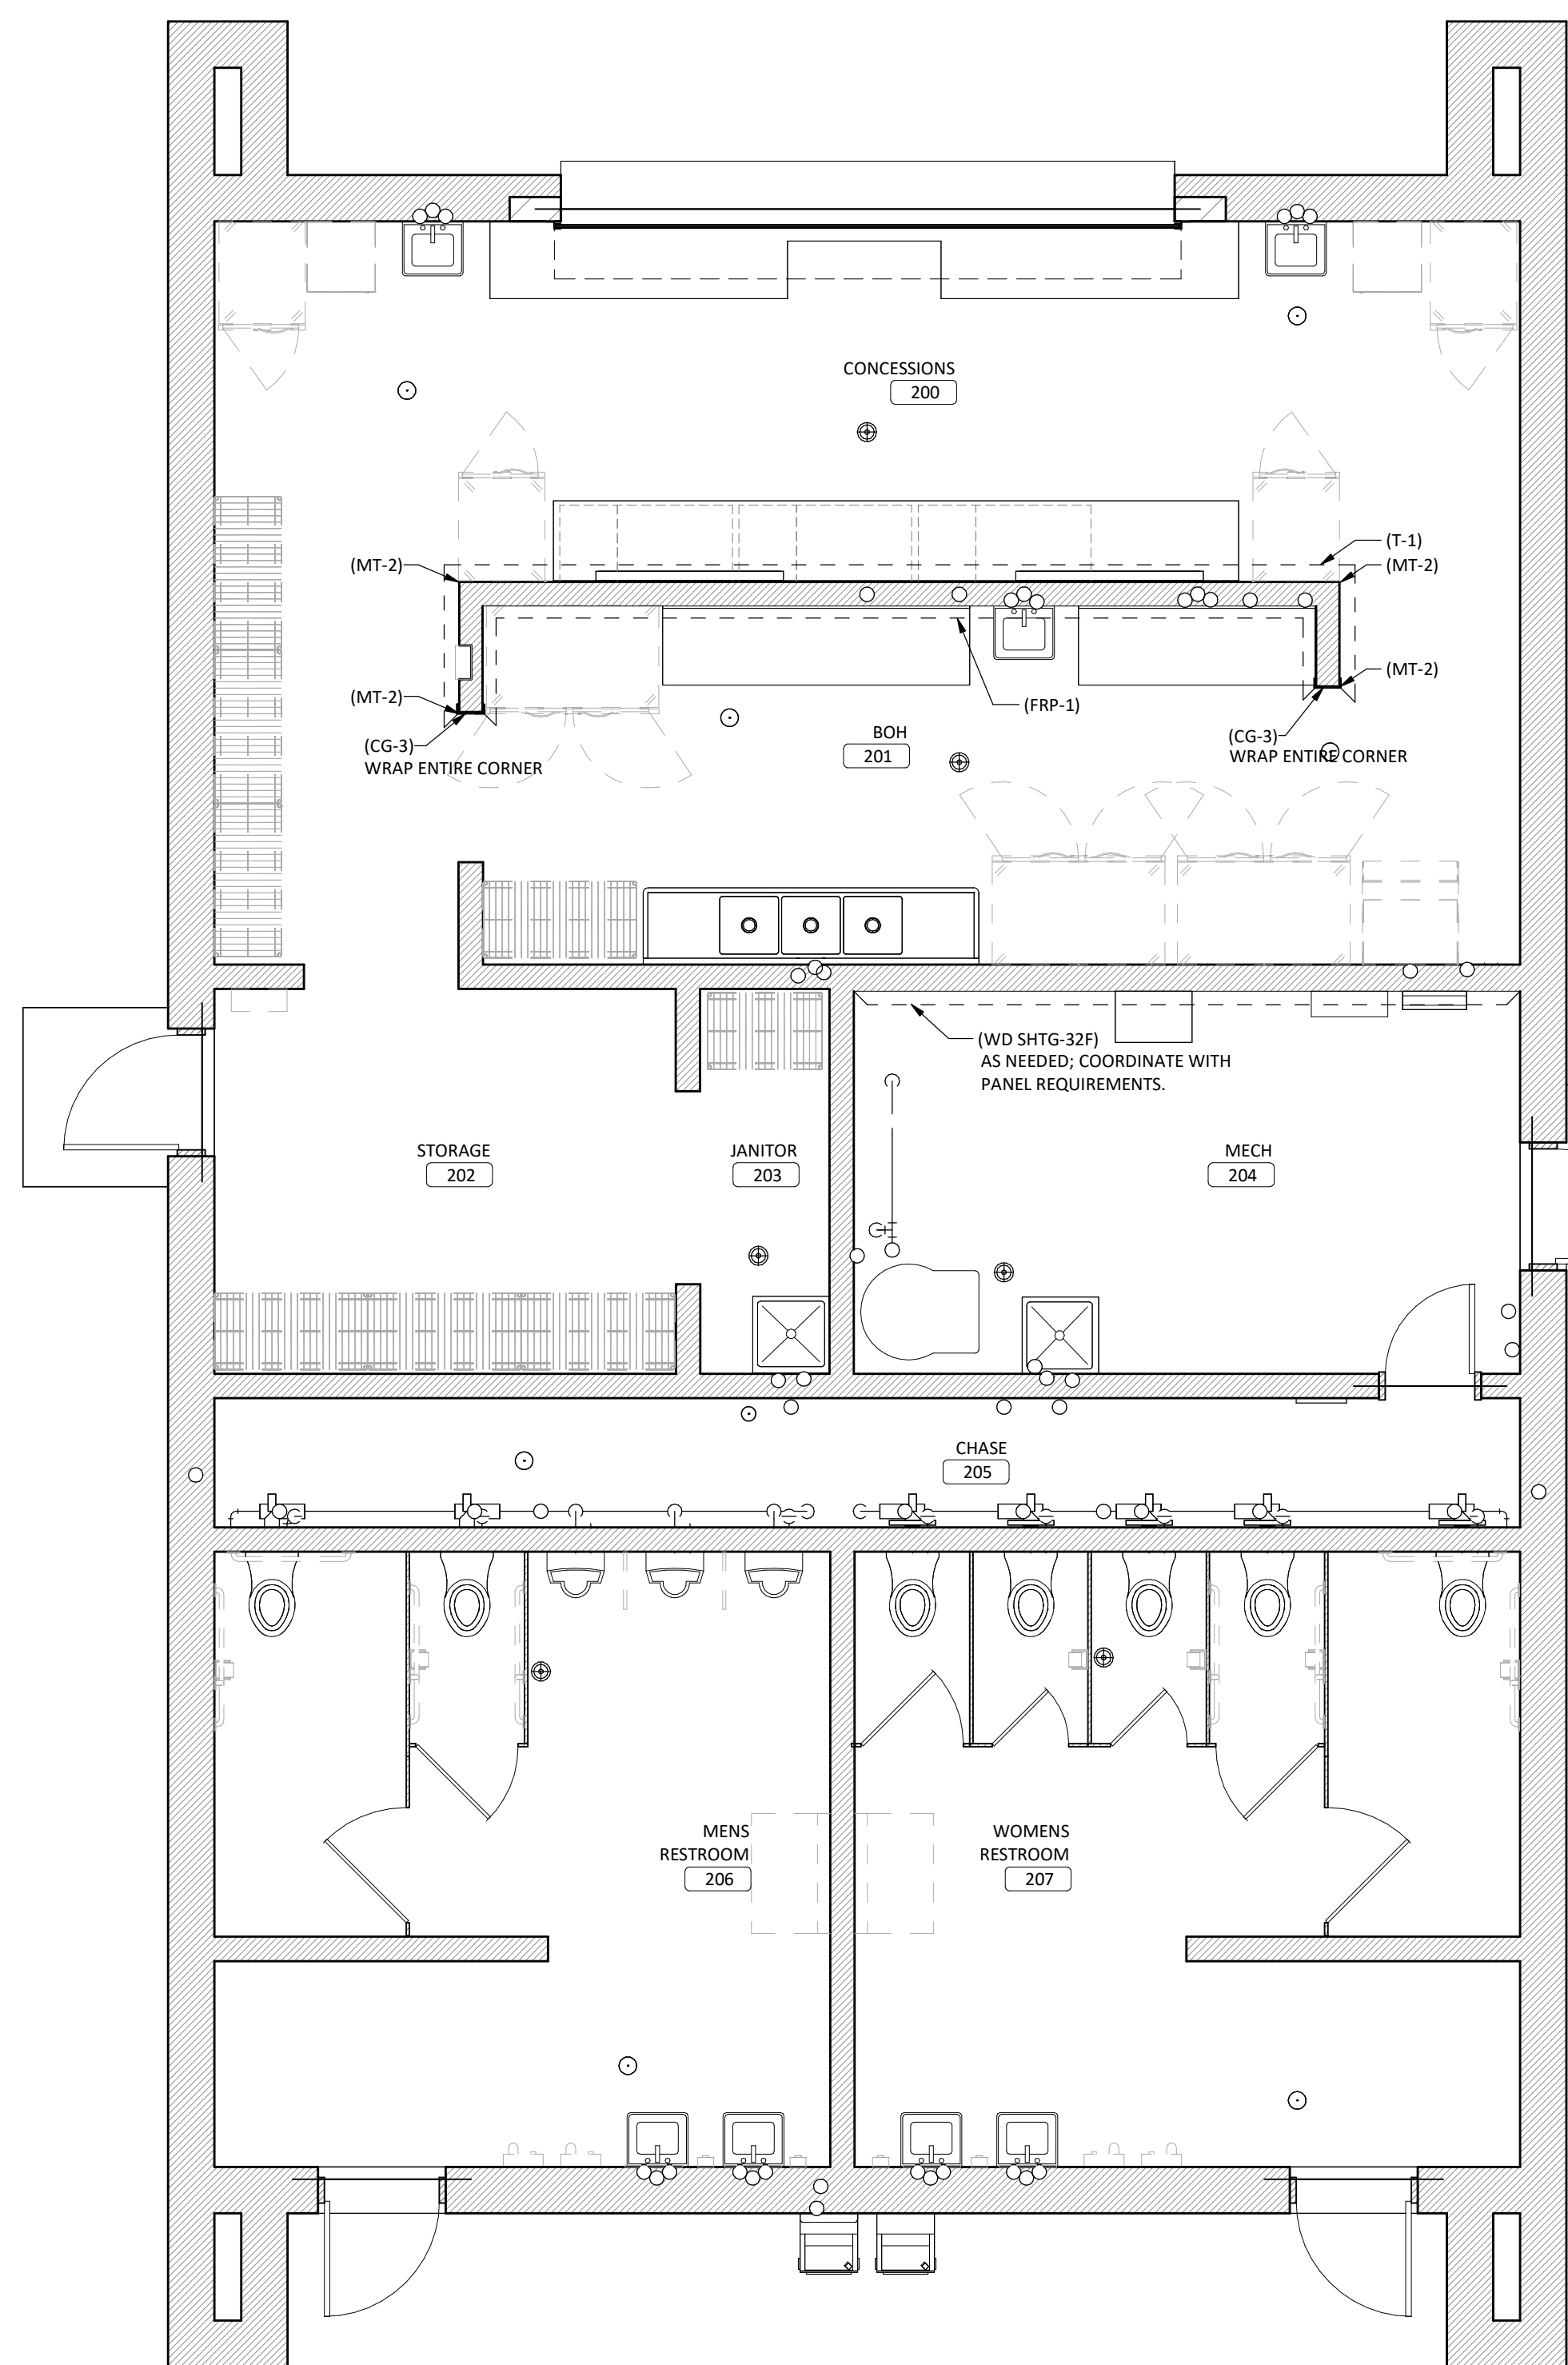 CONCESSIONS
200
(T-1)
(MT-2)
(MT-2)
(MT-2)
(MT-2)
(FRP-1)
(CG-3)
WRAP ENTIRE CORNER
BOH
201
(CG-3)
WRAP ENTIRE CORNER
(WD SHTG-32F)
AS NEEDED; COORDINATE WITH
PANEL REQUIREMENTS.
STORAGE
202
JANITOR
203
MECH
204
CHASE
205
MENS
RESTROOM
206
WOMENS
RESTROOM
207